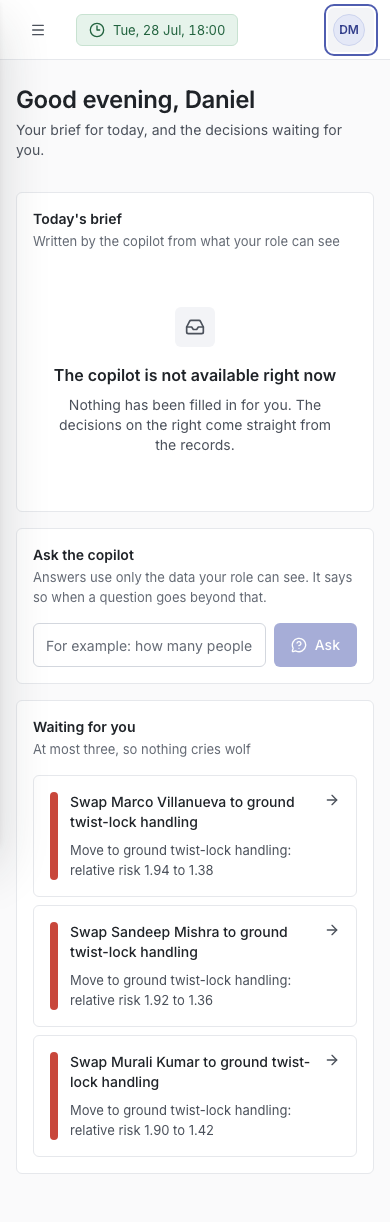 Tue, 28 Jul, 18:00
DM
Good evening, Daniel
Your brief for today, and the decisions waiting for
you.
Today's brief
Written by the copilot from what your role can see
The copilot is not available right now
Nothing has been filled in for you. The
decisions on the right come straight from
the records.
Ask the copilot
Answers use only the data your role can see. It says
so when a question goes beyond that.
For example: how many people
Ask
Waiting for you
At most three, so nothing cries wolf
Swap Marco Villanueva to ground
twist-lock handling
Move to ground twist-lock handling:
relative risk 1.94 to 1.38
Swap Sandeep Mishra to ground
twist-lock handling
Move to ground twist-lock handling:
relative risk 1.92 to 1.36
Swap Murali Kumar to ground twist-
lock handling
Move to ground twist-lock handling:
relative risk 1.90 to 1.42